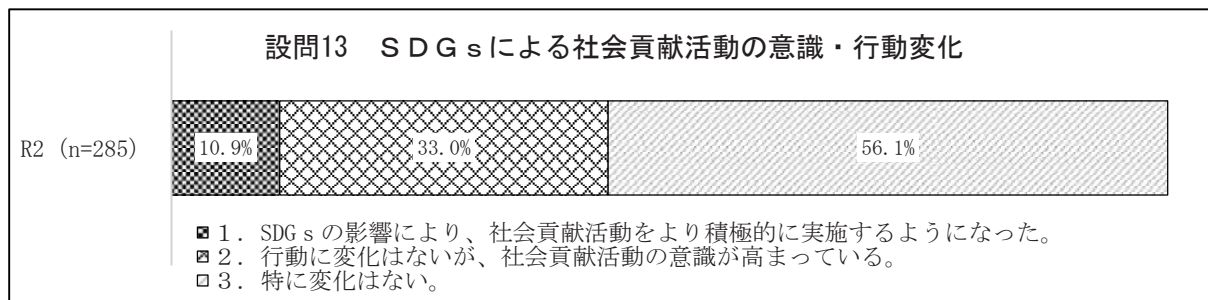 設問13　ＳＤＧｓによる社会貢献活動の意識・行動変化
R2 (n=285)
10.9%
33.0%
56.1%
１．SDGｓの影響により、社会貢献活動をより積極的に実施するようになった。
２．行動に変化はないが、社会貢献活動の意識が高まっている。
３．特に変化はない。